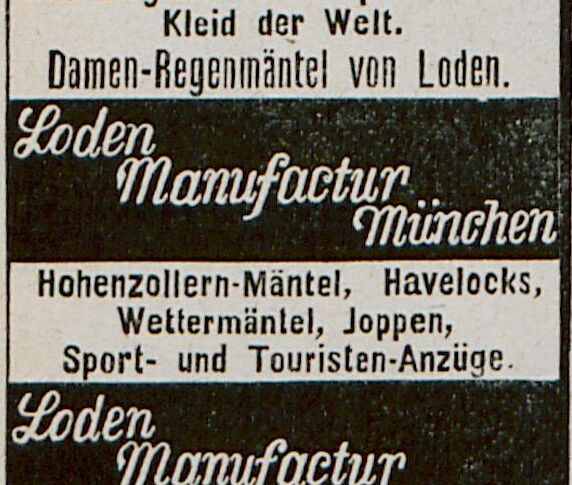 Kleid der Welt.
Damen-Regenmäntel von Loden.
Loden
Manufactur
München
Hohenzollern-Mäntel, Havelocks,
Wettermäntel, Joppen,
Sport- und Touristen-Anzüge.
Loden
Manufactur